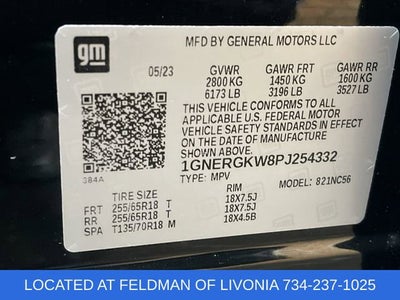 gm
MFD BY GENERAL MOTORS LLC
05/23 GVWR GAWR FRT GAWR RR
2800 KG 1450 KG 1600 KG
6173 LB 3196 LB 3527 LB
THIS VEHICLE CONFORMS TO ALL
APPLICABLE U.S. FEDERAL MOTOR
VEHICLE SAFETY STANDARDS IN
EFFECT ON THE DATE OF
MANUFACTURE SHOWN ABOVE.
1GNERGKW8PJ254332
384A TYPE: MPV MODEL: 821NC56
TIRE SIZE RIM
FRT 255/65R18 T 18X7.5J
RR 255/65R18 T 18X7.5J
SPA T135/70R18 M 18X4.5B
LOCATED AT FELDMAN OF LIVONIA 734-237-1025